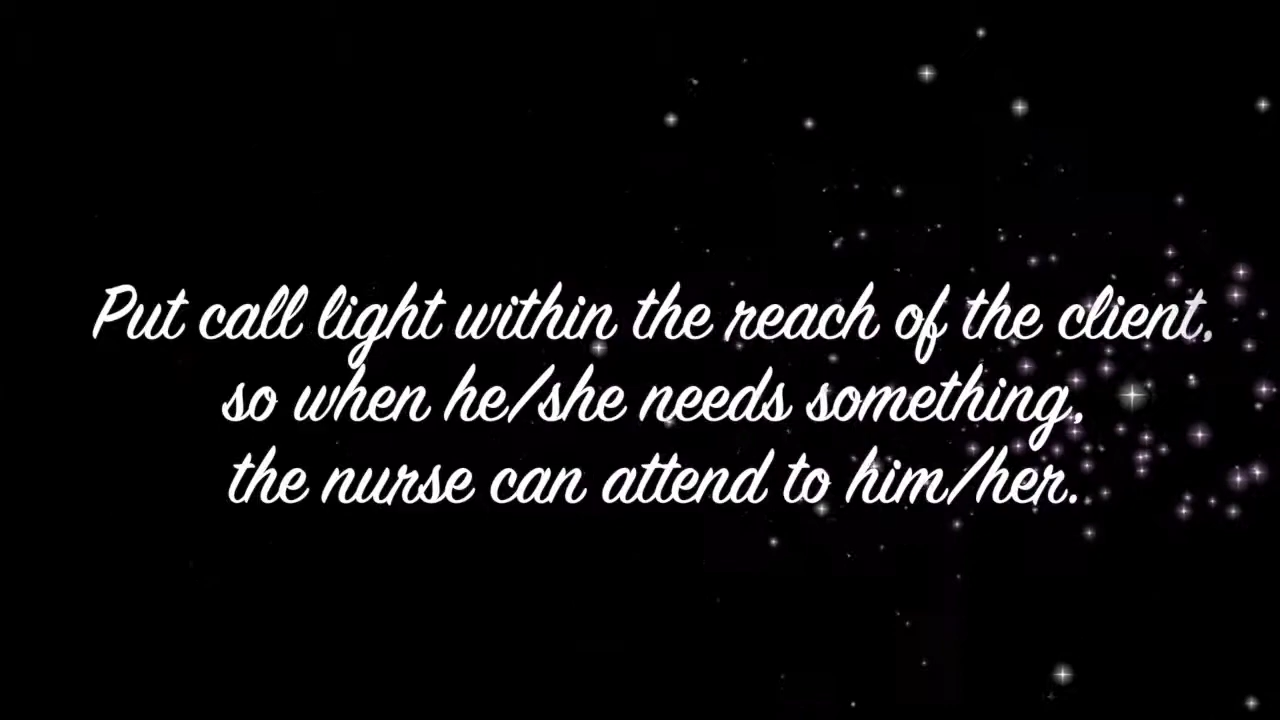 Put call light within the reach of the client,
so when he/she needs something,
the nurse can attend to him/her.